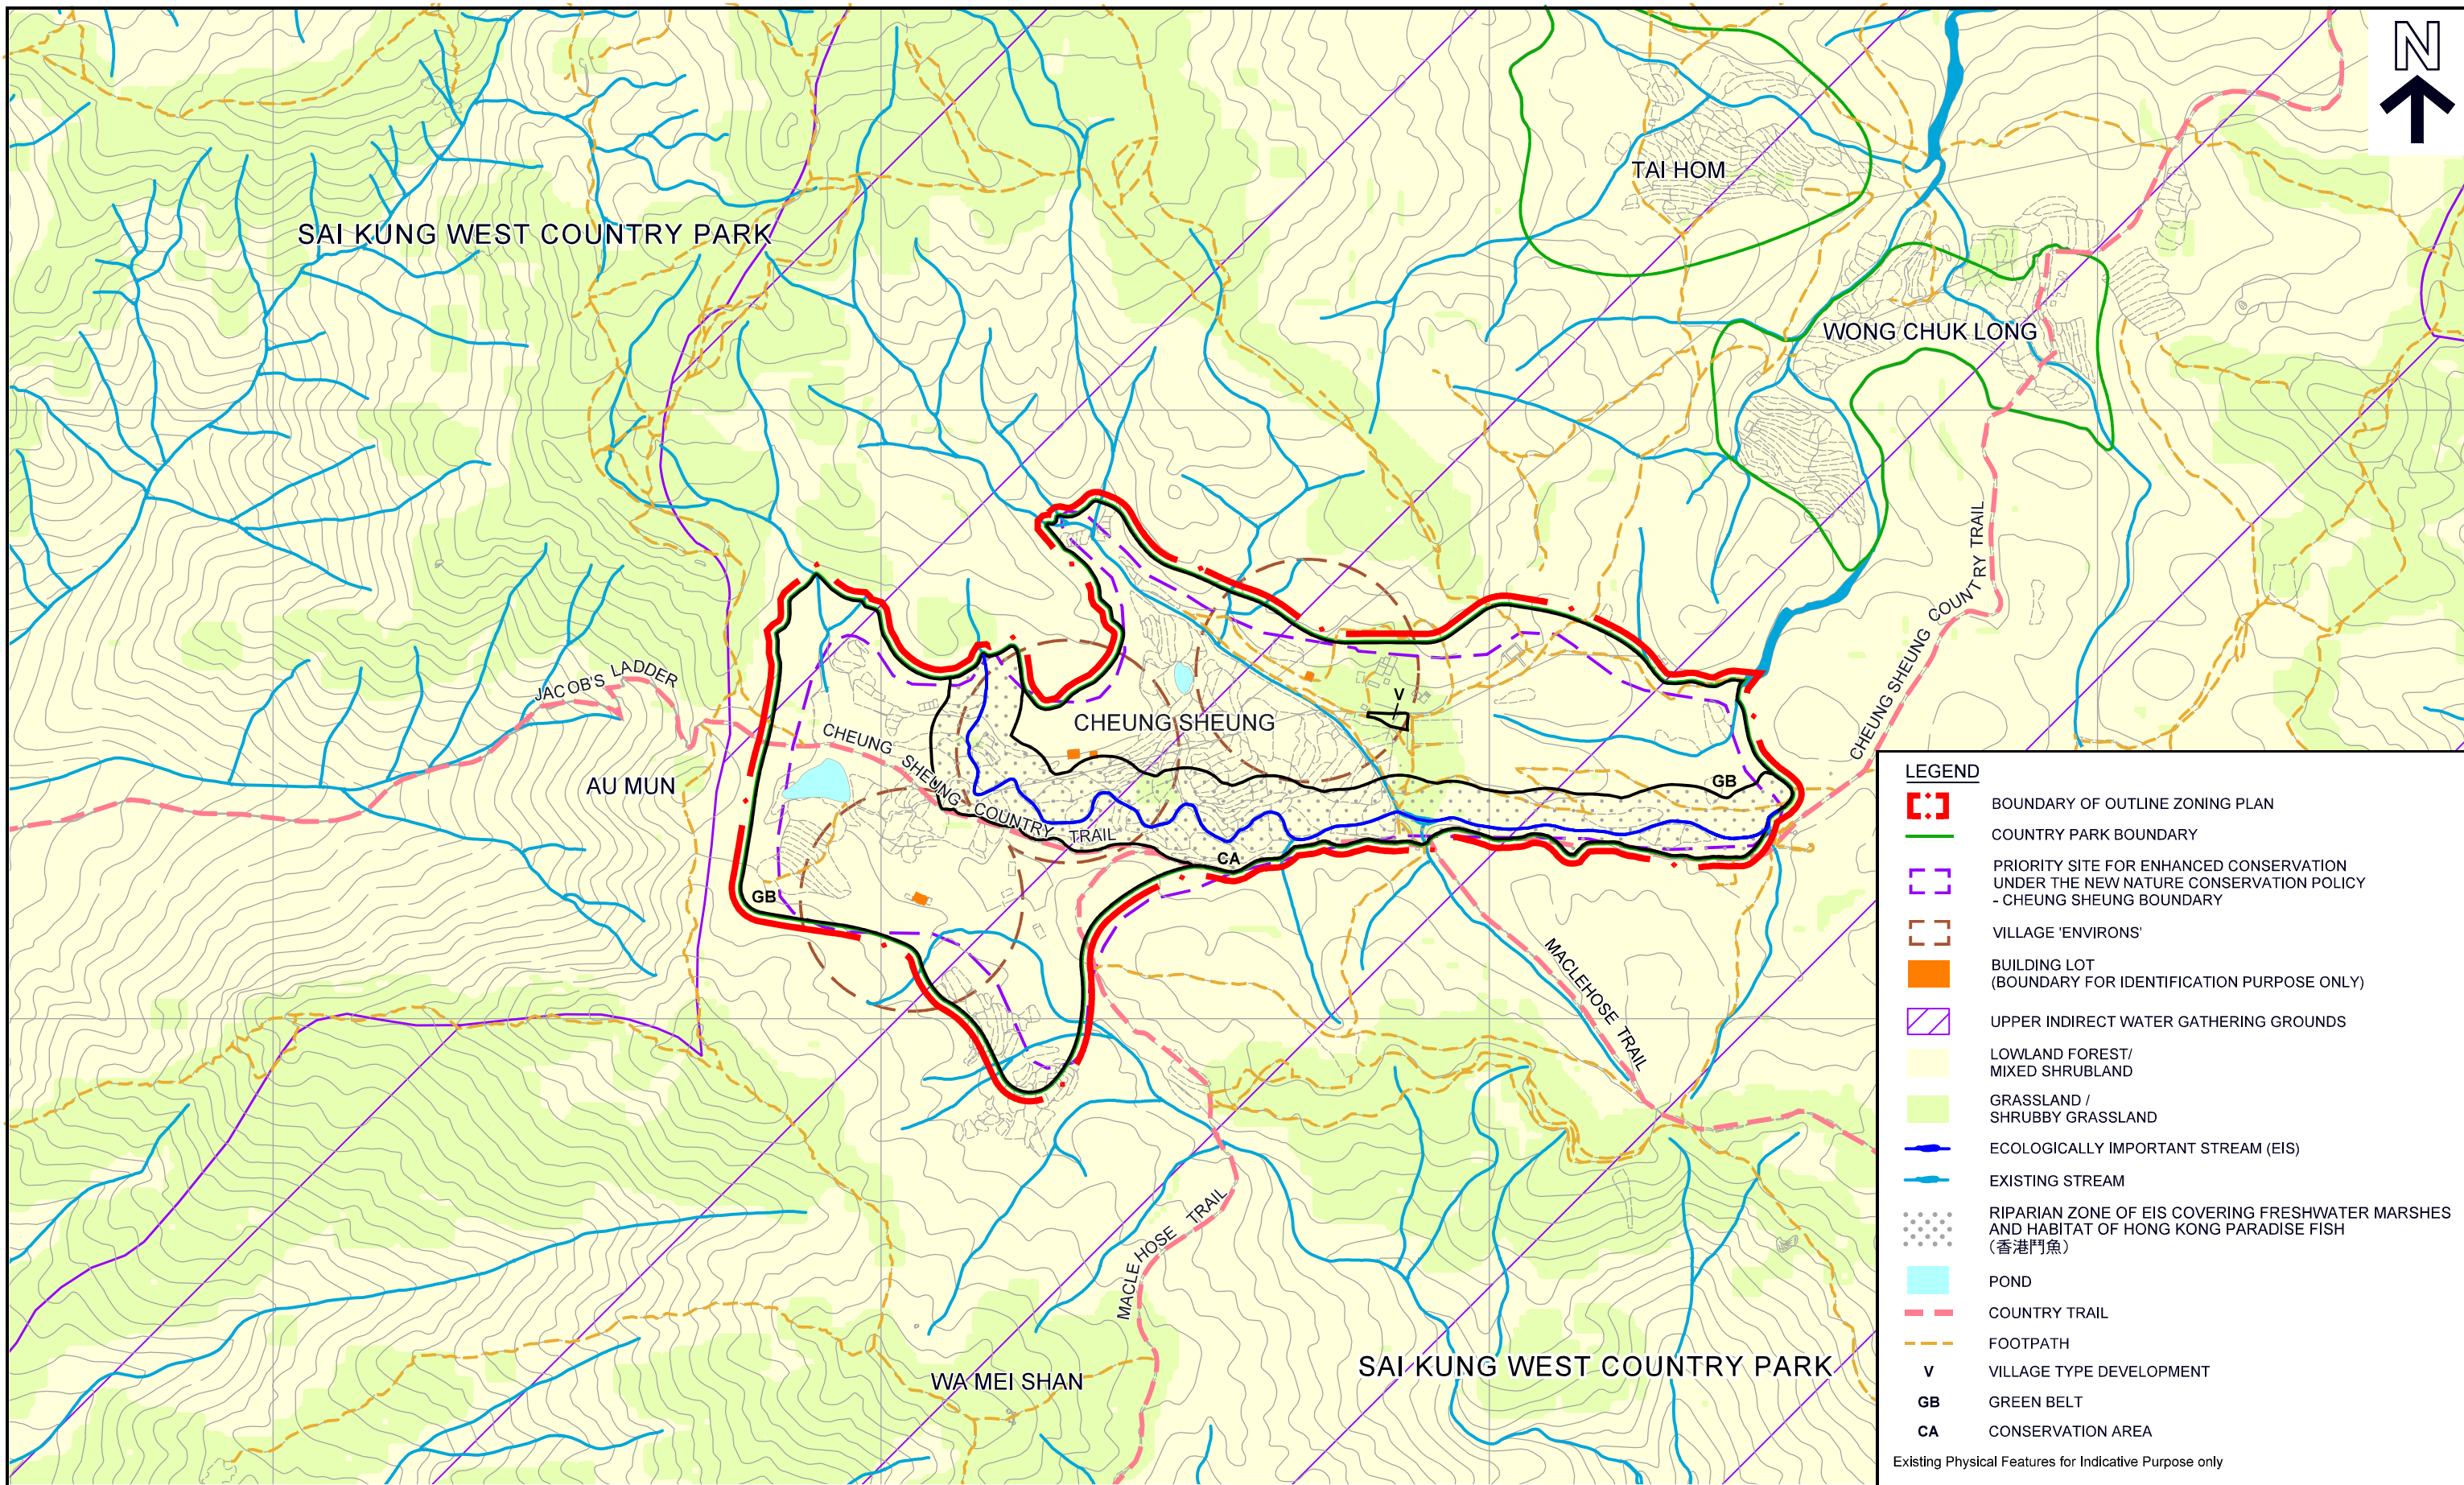 N
TAI HOM
SAI KUNG WEST COUNTRY PARK
WONG CHUK LONG
CHEUNG SHEUNG COUNTRY TRAIL
JACOB'S LADDER
V
CHEUNG SHEUNG
CHEUNG SHEUNG COUNTRY TRAIL
AU MUN
GB
CA
GB
MACLEHOSE TRAIL
MACLE HOSE TRAIL
WA MEI SHAN
SAI KUNG WEST COUNTRY PARK
LEGEND
BOUNDARY OF OUTLINE ZONING PLAN
COUNTRY PARK BOUNDARY
PRIORITY SITE FOR ENHANCED CONSERVATION
UNDER THE NEW NATURE CONSERVATION POLICY
- CHEUNG SHEUNG BOUNDARY
VILLAGE 'ENVIRONS'
BUILDING LOT
(BOUNDARY FOR IDENTIFICATION PURPOSE ONLY)
UPPER INDIRECT WATER GATHERING GROUNDS
LOWLAND FOREST/
MIXED SHRUBLAND
GRASSLAND /
SHRUBBY GRASSLAND
ECOLOGICALLY IMPORTANT STREAM (EIS)
EXISTING STREAM
RIPARIAN ZONE OF EIS COVERING FRESHWATER MARSHES
AND HABITAT OF HONG KONG PARADISE FISH
(香港鬥魚)
POND
COUNTRY TRAIL
FOOTPATH
V VILLAGE TYPE DEVELOPMENT
GB GREEN BELT
CA CONSERVATION AREA
Existing Physical Features for Indicative Purpose only